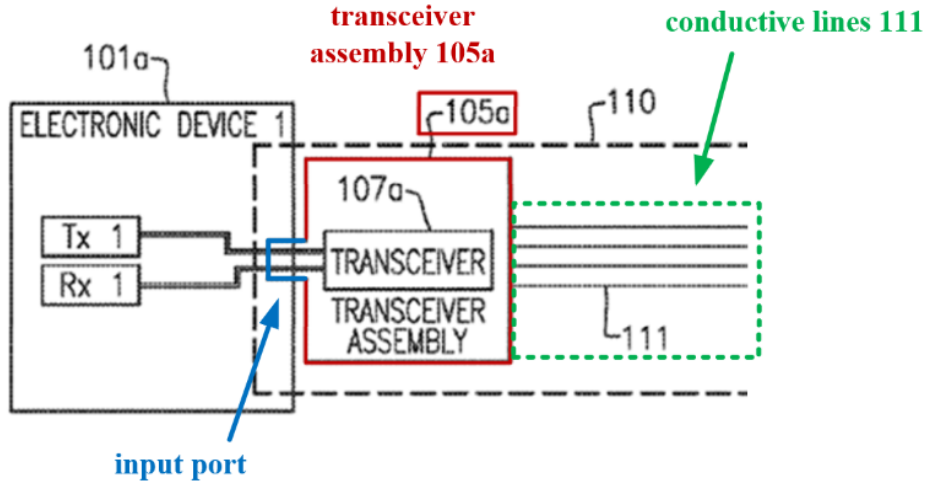 transceiver
assembly 105a
conductive lines 111
101a
ELECTRONIC DEVICE 1
105a
110
107a
Tx 1
Rx 1
TRANSCEIVER
TRANSCEIVER
ASSEMBLY
111
input port